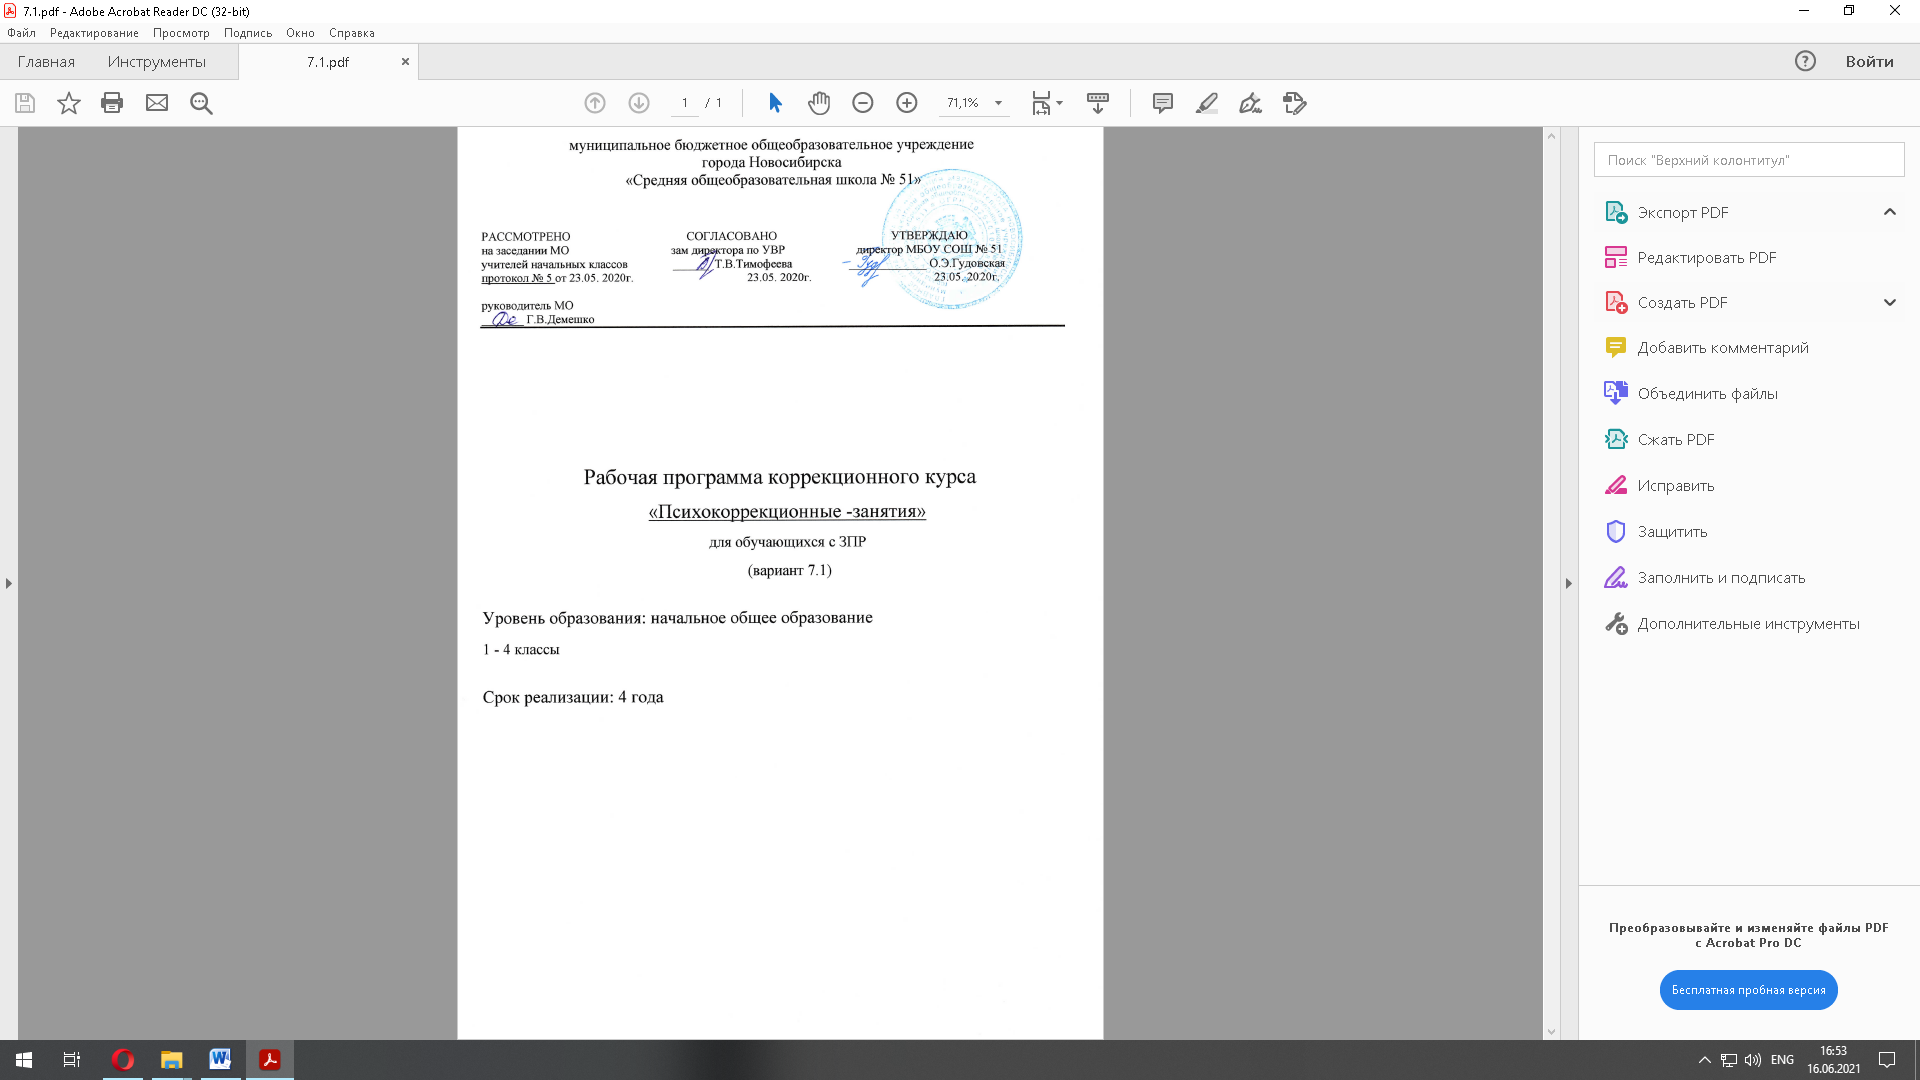 7.1.pdf - Adobe Acrobat Reader DC (32-bit)
Файл Редактирование Просмотр Подпись Окно Справка
Главная Инструменты 7.1.pdf Войти
1 / 1 71,1%
муниципальное бюджетное общеобразовательное учреждение
города Новосибирска
«Средняя общеобразовательная школа № 51»
РАССМОТРЕНО
на заседании МО
учителей начальных классов
протокол № 5 от 23.05. 2020г.
руководитель МО
Г.В.Демешко
СОГЛАСОВАНО
зам директора по УВР
Т.В.Тимофеева
23.05. 2020г.
УТВЕРЖДАЮ
директор МБОУ СОШ № 51
О.Э.Гудовская
23.05. 2020г.
Рабочая программа коррекционного курса
«Психокоррекционные -занятия»
для обучающихся с ЗПР
(вариант 7.1)
Уровень образования: начальное общее образование
1 - 4 классы
Срок реализации: 4 года
Поиск "Верхний колонтитул"
Экспорт PDF
Редактировать PDF
Создать PDF
Добавить комментарий
Объединить файлы
Сжать PDF
Исправить
Защитить
Заполнить и подписать
Дополнительные инструменты
Преобразовывайте и изменяйте файлы PDF
с Acrobat Pro DC
Бесплатная пробная версия
ENG
16:53
16.06.2021